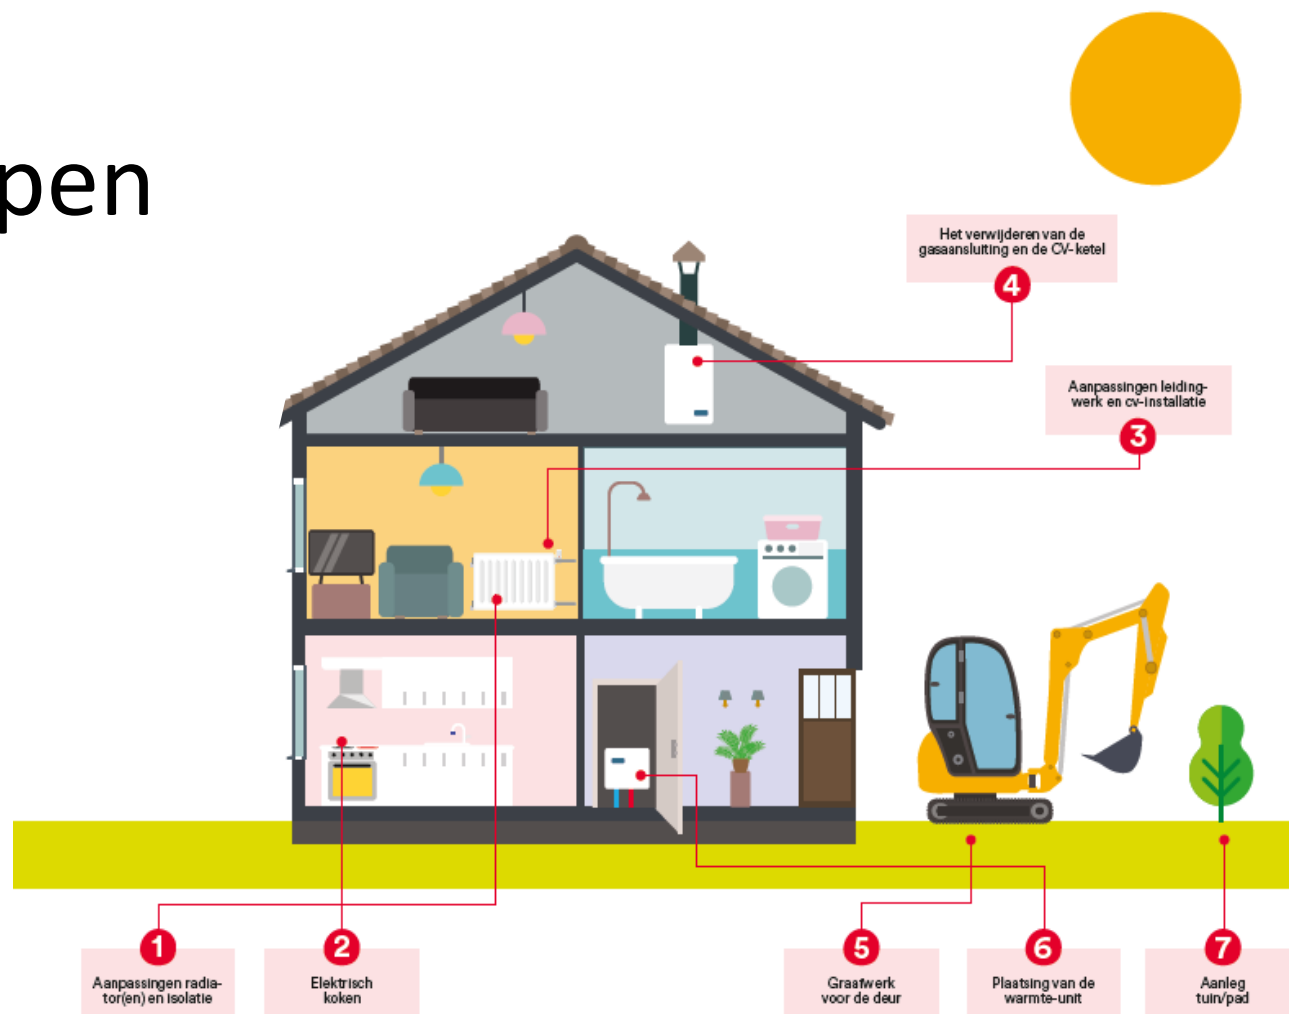 pen
Het verwijderen van de
gasaansluiting en de CV-ketel
4
Aanpassingen leiding-
werk en cv-installatie
3
1
Aanpassingen radia-
tor(en) en isolatie
2
Elektrisch
koken
5
Graafwerk
voor de deur
6
Plaatsing van de
warmte-unit
7
Aanleg
tuin/pad